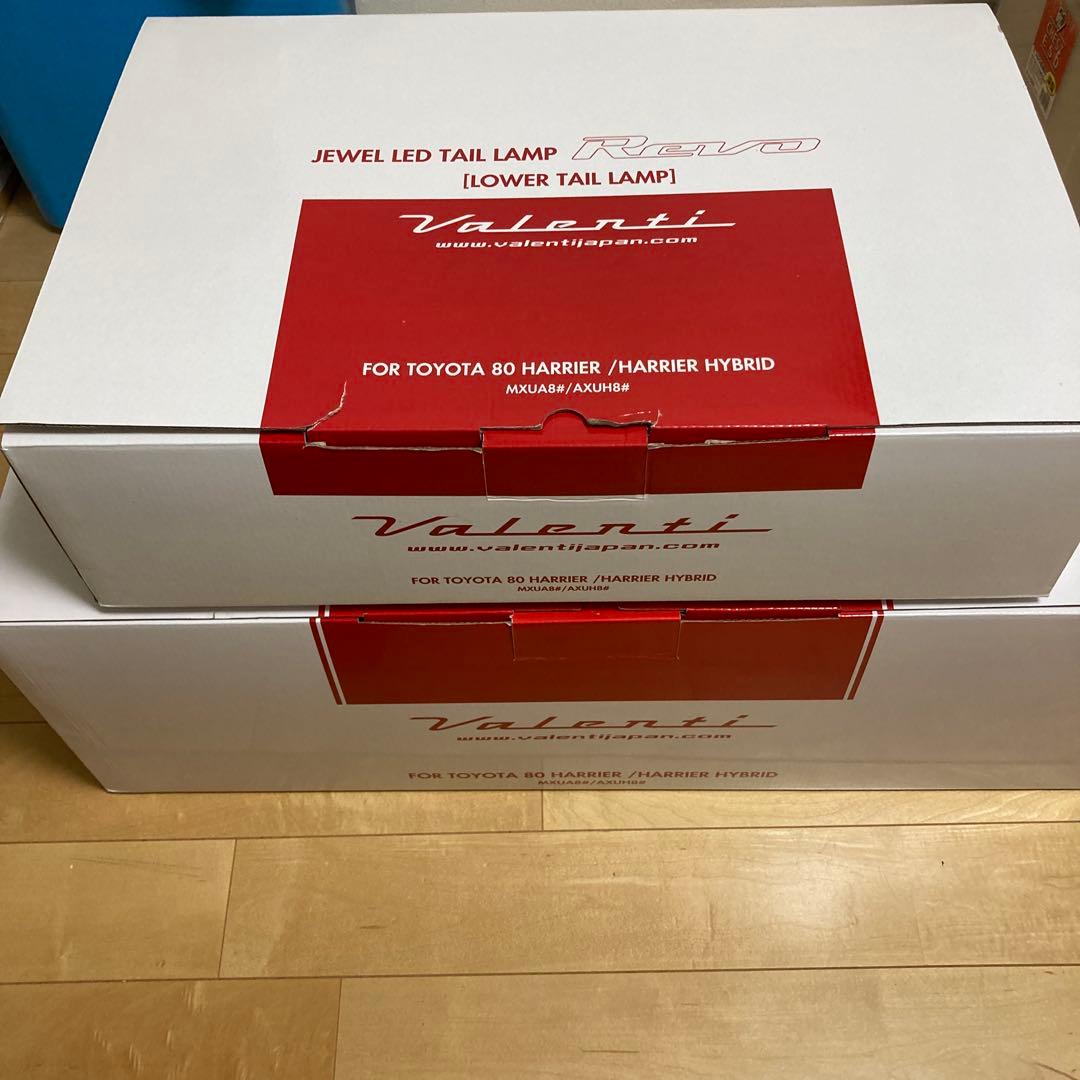 JEWEL LED TAIL LAMP Revo
[LOWER TAIL LAMP]
Valenti
www.valentijapan.com
FOR TOYOTA 80 HARRIER /HARRIER HYBRID
MXUA8#/AXUH8#
Valenti
www.valentijapan.com
FOR TOYOTA 80 HARRIER /HARRIER HYBRID
MXUA8#/AXUH8#
Valenti
www.valentijapan.com
FOR TOYOTA 80 HARRIER /HARRIER HYBRID
MXUA8#/AXUH8#